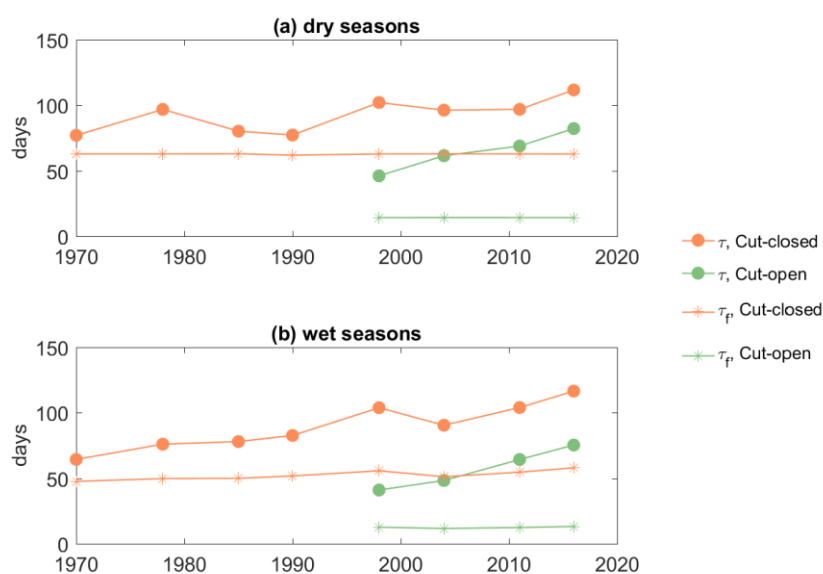 (a) dry seasons
150
100
50
0
days
1970 1980 1990 2000 2010 2020
(b) wet seasons
150
100
50
0
days
1970 1980 1990 2000 2010 2020
τ, Cut-closed
τ, Cut-open
τf, Cut-closed
τf, Cut-open